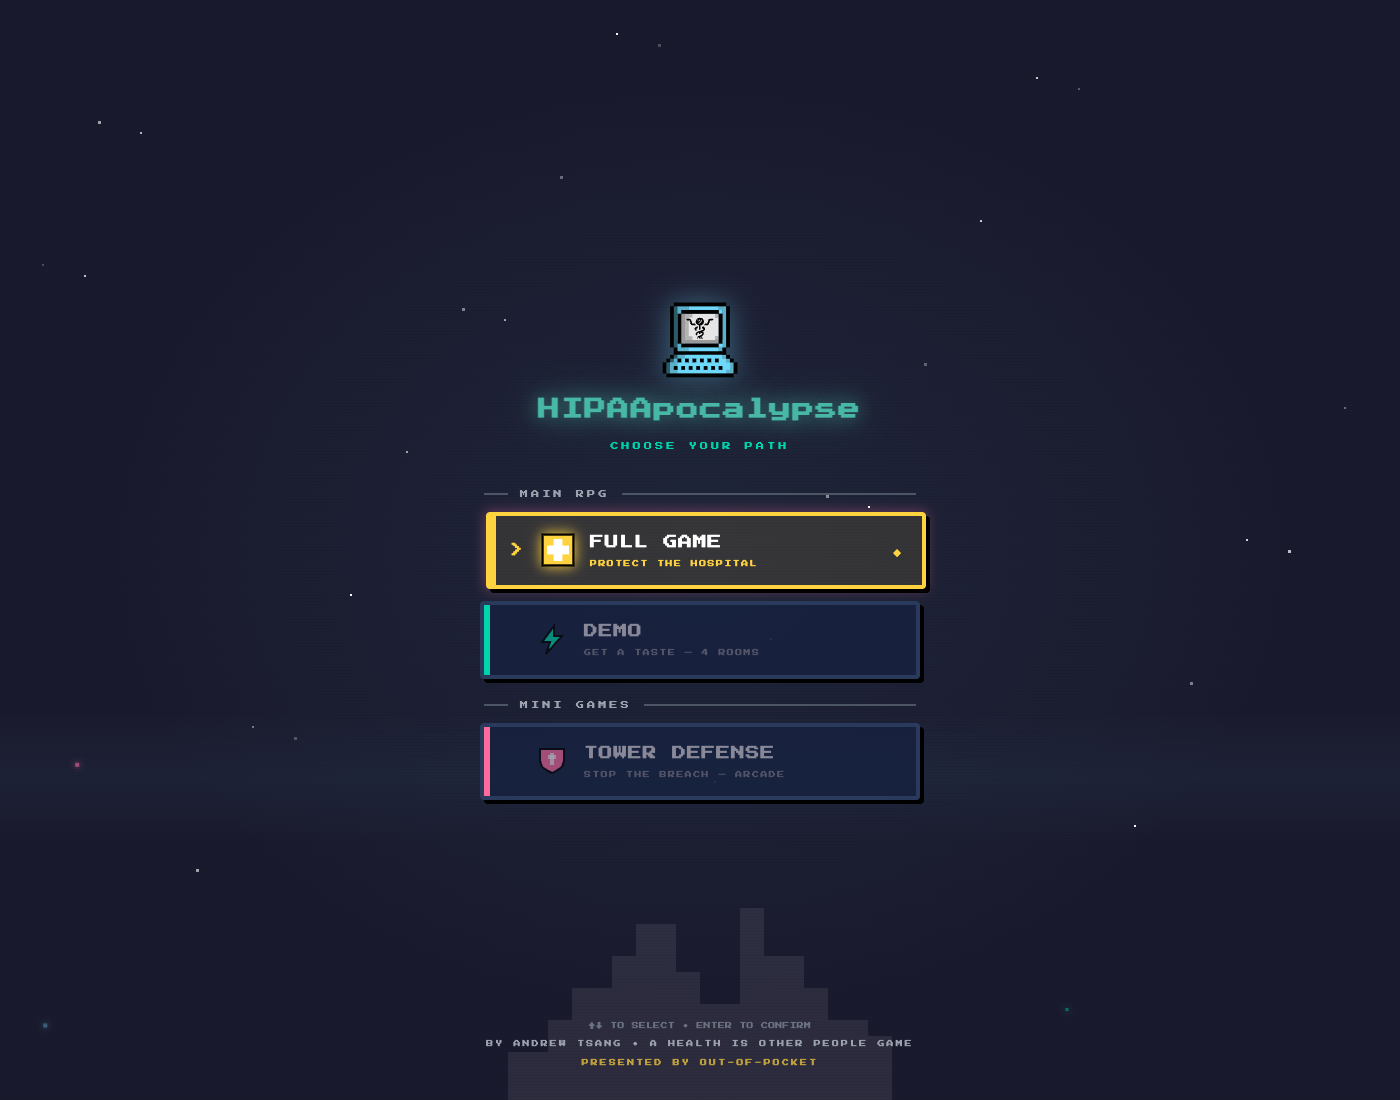 HIPAApocalypse
CHOOSE YOUR PATH
MAIN RPG
FULL GAME
PROTECT THE HOSPITAL
DEMO
GET A TASTE — 4 ROOMS
MINI GAMES
TOWER DEFENSE
STOP THE BREACH — ARCADE
↑↓ TO SELECT • ENTER TO CONFIRM
BY ANDREW TSANG • A HEALTH IS OTHER PEOPLE GAME
PRESENTED BY OUT-OF-POCKET